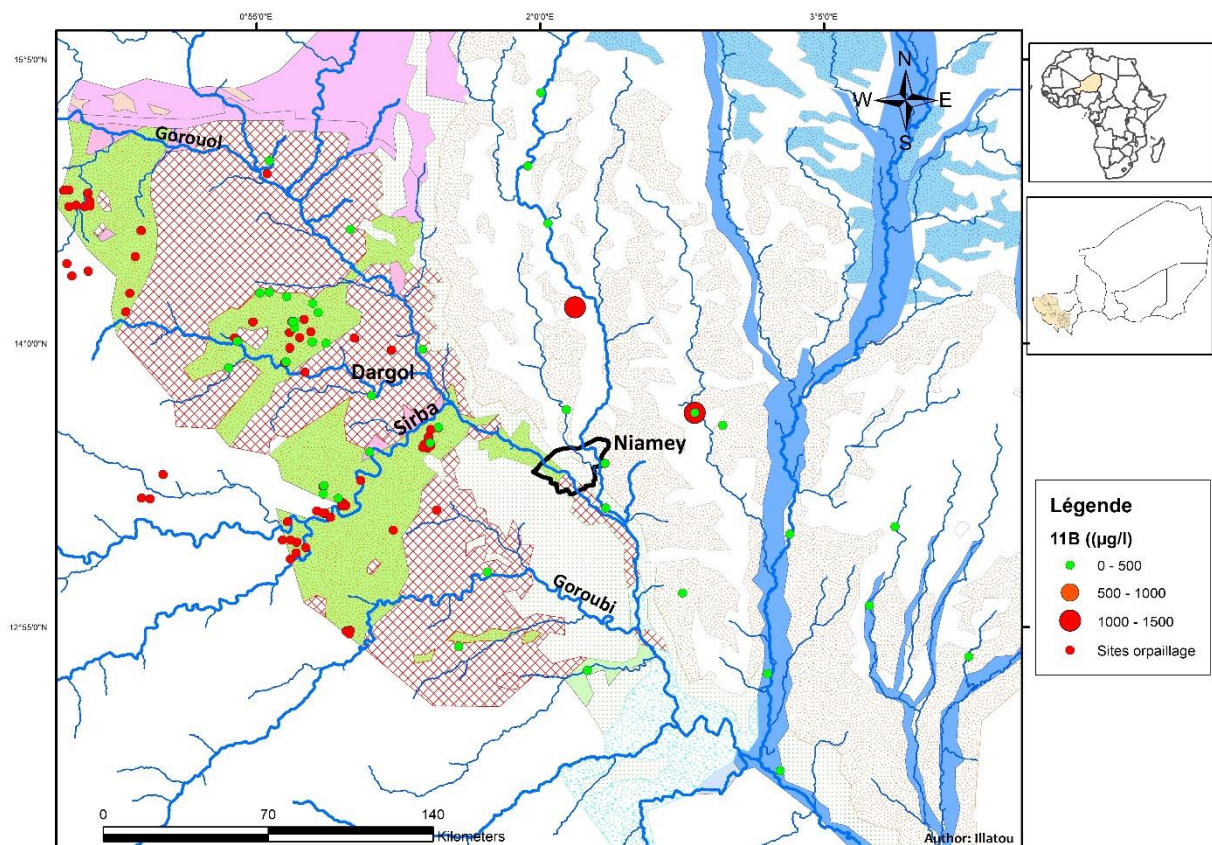 0°55'0"E
2°0'0"E
3°5'0"E
15°5'0"N
14°0'0"N
12°55'0"N
N
W
E
S
Gorouol
Dargol
Sirba
Niamey
Goroubi
0
70
140
Kilometers
Author: Illatou
Légende
11B ((µg/l)
0 - 500
500 - 1000
1000 - 1500
Sites orpaillage